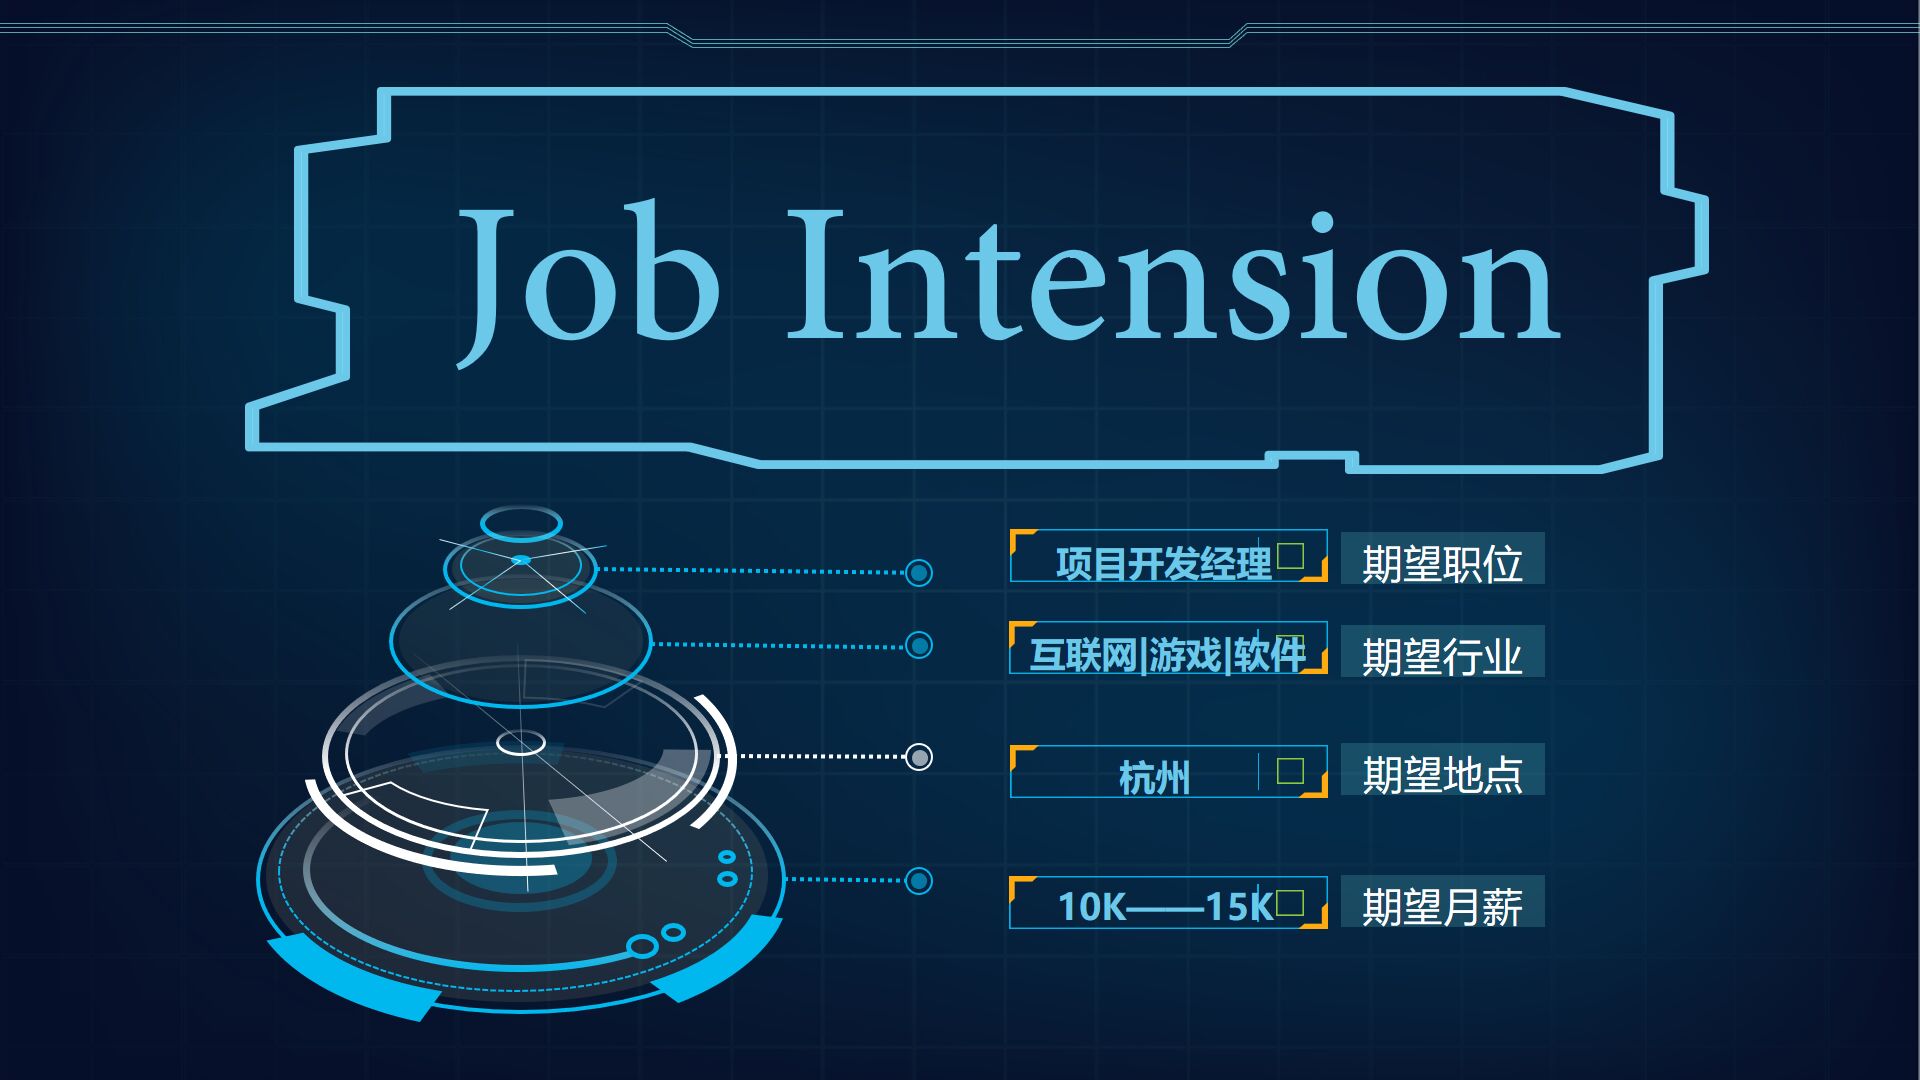 Job Intension
项目开发经理 期望职位
互联网|游戏|软件 期望行业
杭州 期望地点
10K——15K 期望月薪